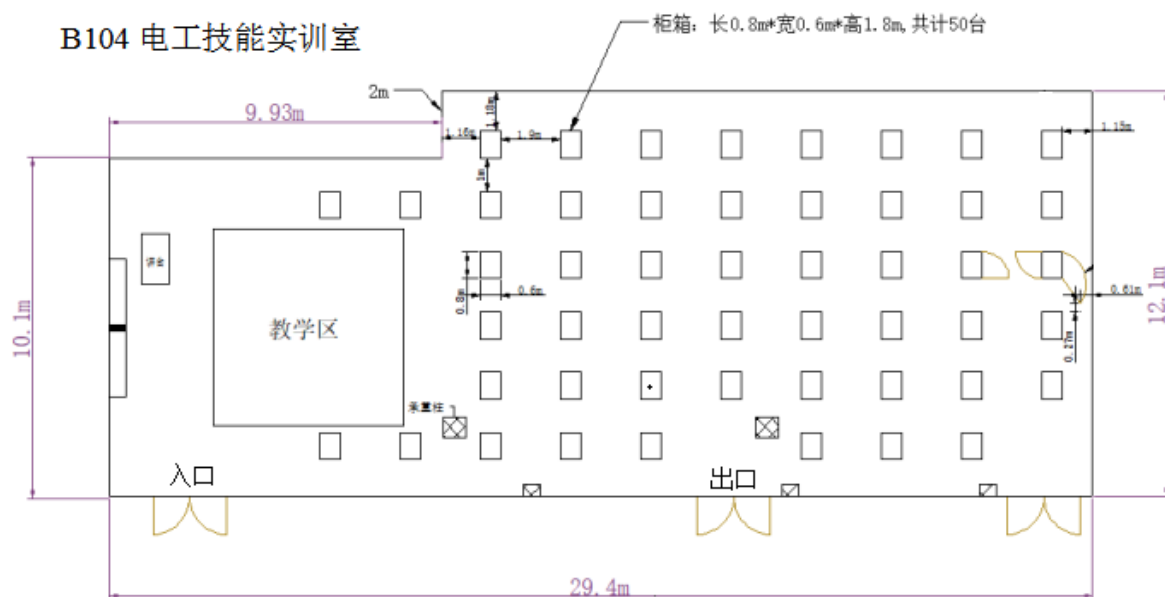 B104 电工技能实训室
柜箱：长0.8m*宽0.6m*高1.8m,共计50台
2m
9.93m
1.18m
1.16m
1.9m
1.15m
1m
讲台
0.8m
0.6m
0.61m
0.27m
12.1m
10.1m
教学区
承重柱
入口
出口
29.4m